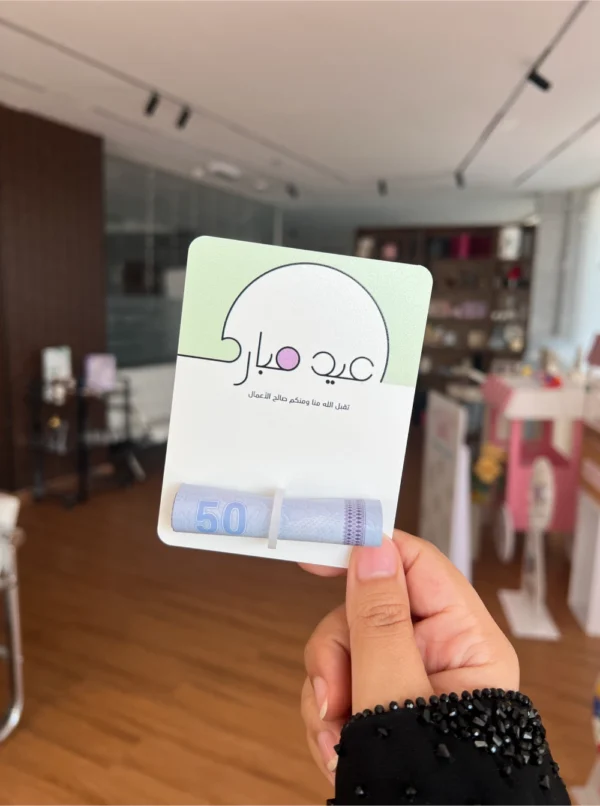 عيد مبارك
تقبل الله منا ومنكم صالح الأعمال
50